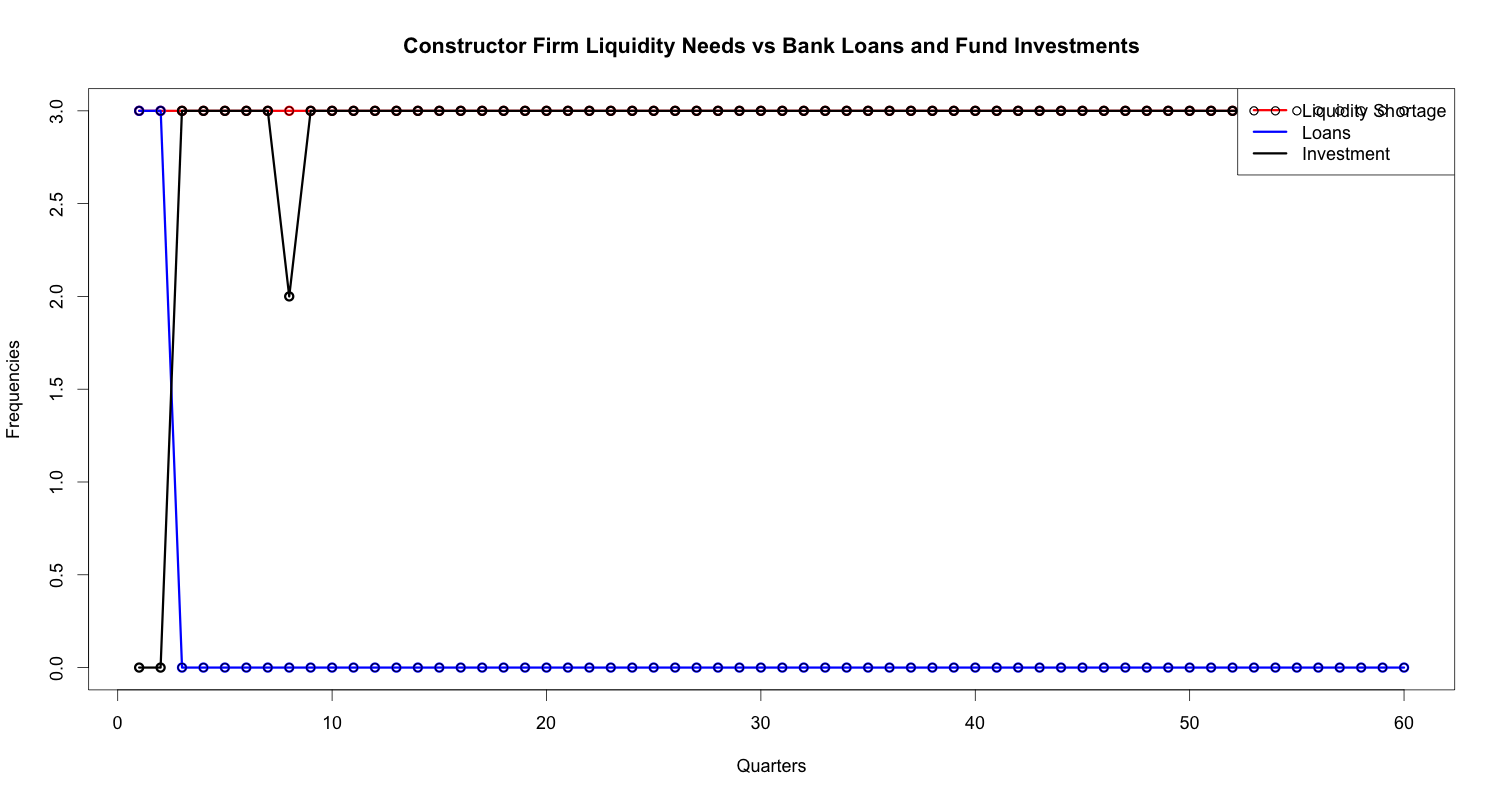 Constructor Firm Liquidity Needs vs Bank Loans and Fund Investments
Frequencies
3.0
2.5
2.0
1.5
1.0
0.5
0.0
Liquidity Shortage
Loans
Investment
0 10 20 30 40 50 60
Quarters